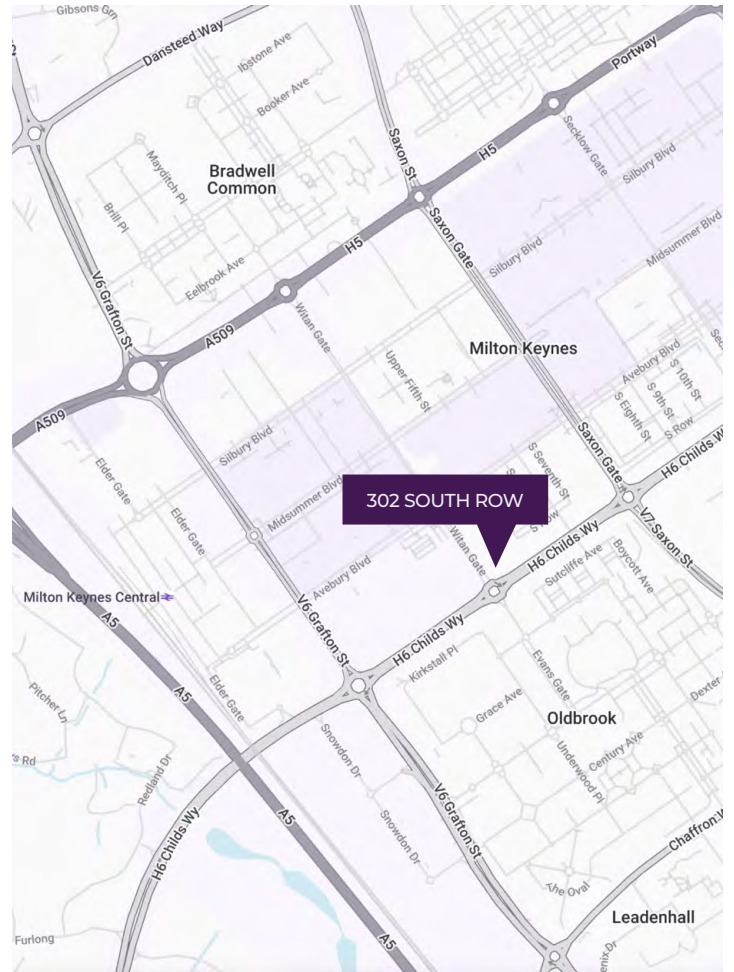 Gibsons Grn
Dansteed Way
Ibstone Ave
Booker Ave
Portway
Secklow Gate
Mayditch Pl
Bradwell
Common
Saxon St
H5
Silbury Blvd
Brill Pl
Saxon Gate
Midsummer Blvd
H5
Silbury Blvd
Eelbrook Ave
V6 Grafton St
Witan Gate
A509
Milton Keynes
Upper Fifth St
Avebury Blvd
S 10th St
S 9th St
S Eighth St
S Row
A509
Silbury Blvd
Saxon Gate
H6 Childs W
Elder Gate
S Seventh St
Midsummer Blvd
302 SOUTH ROW
Elder Gate
S Row
V7 Saxon St
Witan Gate
H6 Childs Wy
Boycott Ave
Sutcliffe Ave
Avebury Blvd
Milton Keynes Central
V6 Grafton St
A5
H6 Childs Wy
Kirkstall Pl
Evans Gate
Dexter
A5
Elder Gate
Pitcher Ln
Grace Ave
Oldbrook
Snowdon Dr
Century Ave
Underwood Pl
rs Rd
Redland Dr
V6 Grafton St
A5
Snowdon Dr
Chaffron W
H6 Childs Wy
The Oval
Leadenhall
Furlong
A5
enix Dr